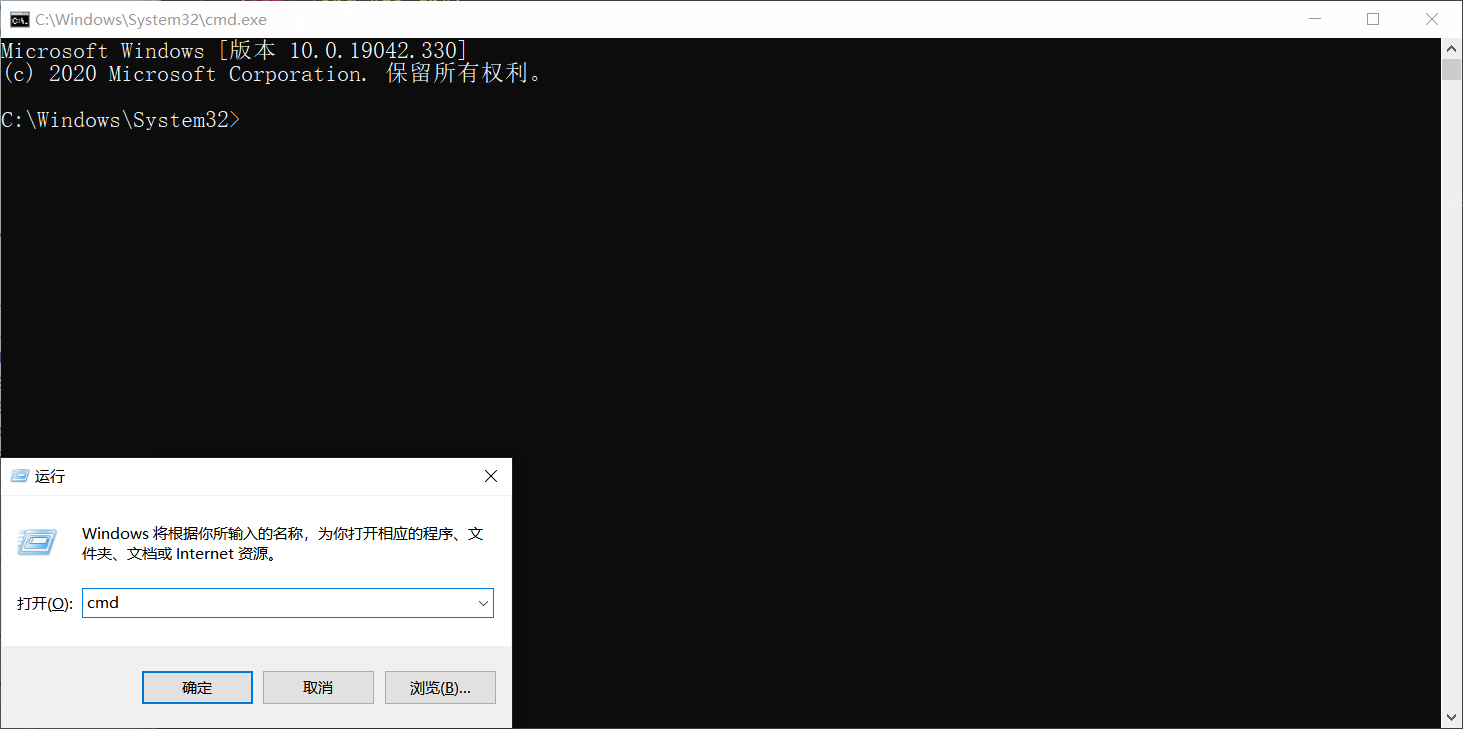 C:\Windows\System32\cmd.exe
Microsoft Windows [版本 10.0.19042.330]
(c) 2020 Microsoft Corporation. 保留所有权利。
C:\Windows\System32>
运行
Windows 将根据你所输入的名称，为你打开相应的程序、文
件夹、文档或 Internet 资源。
打开(O): cmd
确定 取消 浏览(B)...